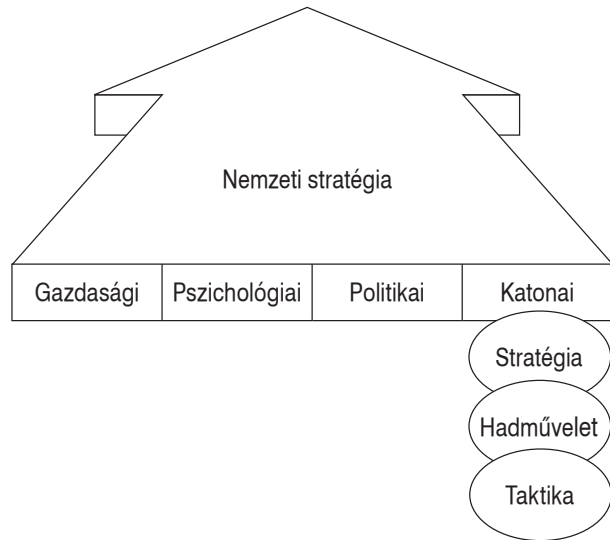 Nemzeti stratégia
Gazdasági Pszichológiai Politikai Katonai
Stratégia
Hadművelet
Taktika